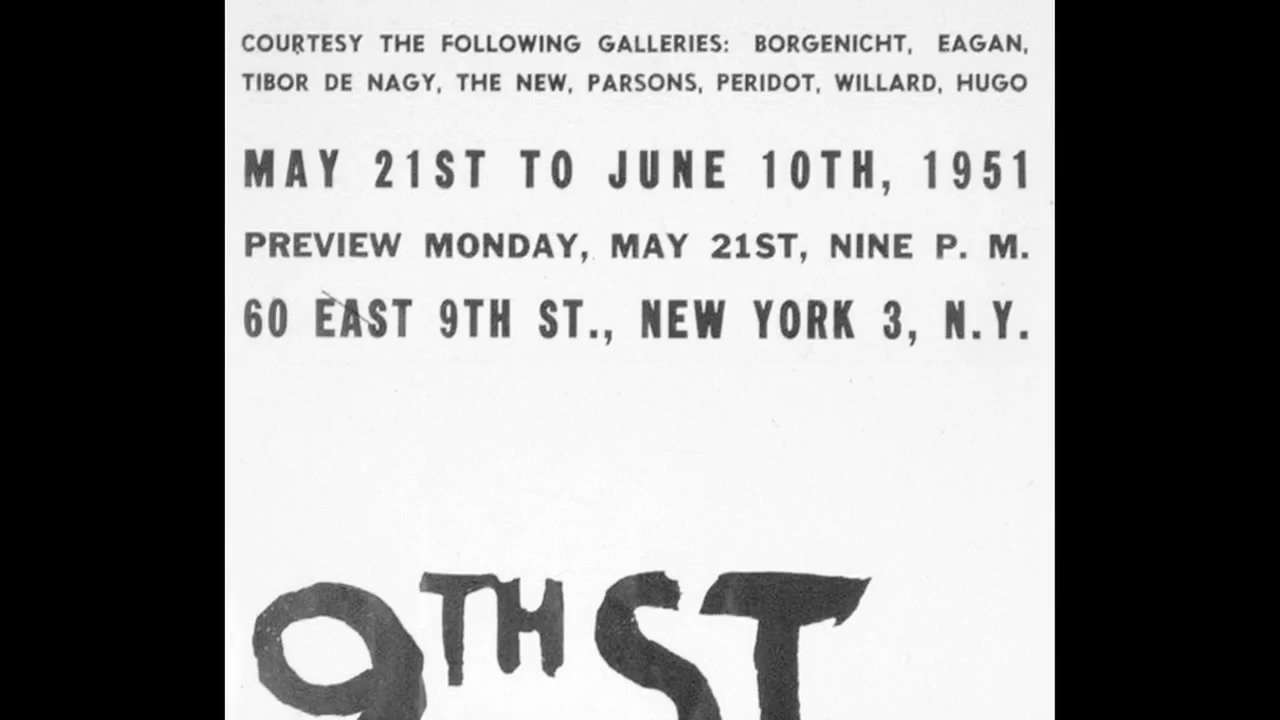 COURTESY THE FOLLOWING GALLERIES: BORGENICHT, EAGAN,
TIBOR DE NAGY, THE NEW, PARSONS, PERIDOT, WILLARD, HUGO
MAY 21ST TO JUNE 10TH, 1951
PREVIEW MONDAY, MAY 21ST, NINE P. M.
60 EAST 9TH ST., NEW YORK 3, N.Y.
9TH ST